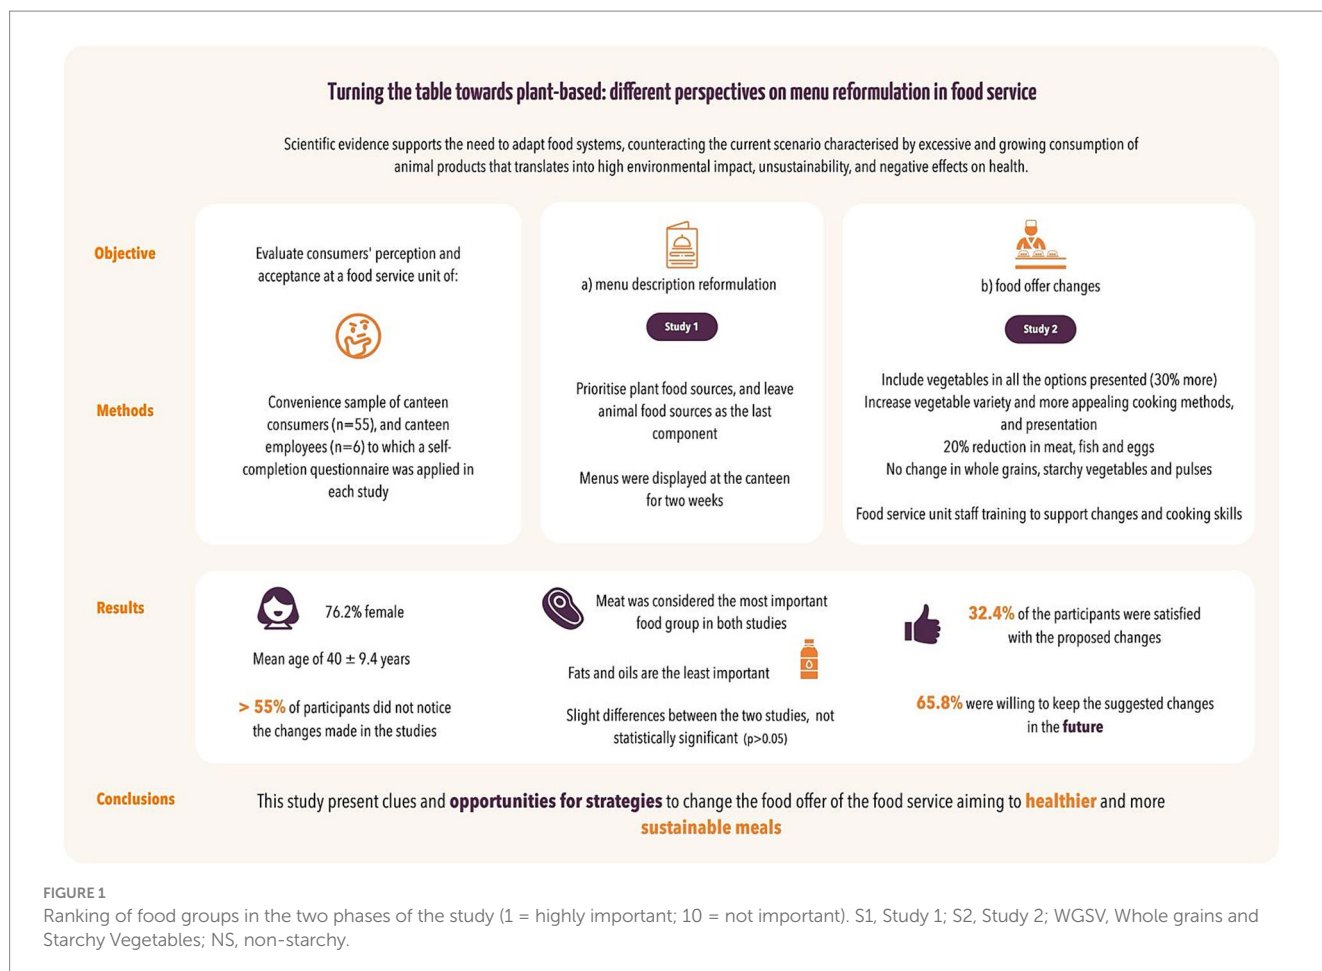 Turning the table towards plant-based: different perspectives on menu reformulation in food service
Scientific evidence supports the need to adapt food systems, counteracting the current scenario characterised by excessive and growing consumption of
animal products that translates into high environmental impact, unsustainability, and negative effects on health.
Objective
Evaluate consumers' perception and
acceptance at a food service unit of:
a) menu description reformulation
Study 1
b) food offer changes
Study 2
Methods
Convenience sample of canteen
consumers (n=55), and canteen
employees (n=6) to which a self-
completion questionnaire was applied in
each study
Prioritise plant food sources, and leave
animal food sources as the last
component
Menus were displayed at the canteen
for two weeks
Include vegetables in all the options presented (30% more)
Increase vegetable variety and more appealing cooking methods,
and presentation
20% reduction in meat, fish and eggs
No change in whole grains, starchy vegetables and pulses
Food service unit staff training to support changes and cooking skills
Results
76.2% female
Mean age of 40 ± 9.4 years
> 55% of participants did not notice
the changes made in the studies
Meat was considered the most important
food group in both studies
Fats and oils are the least important
Slight differences between the two studies, not
statistically significant (p>0.05)
32.4% of the participants were satisfied
with the proposed changes
65.8% were willing to keep the suggested changes
in the future
Conclusions
This study present clues and opportunities for strategies to change the food offer of the food service aiming to healthier and more
sustainable meals
FIGURE 1
Ranking of food groups in the two phases of the study (1 = highly important; 10 = not important). S1, Study 1; S2, Study 2; WGSV, Whole grains and
Starchy Vegetables; NS, non-starchy.